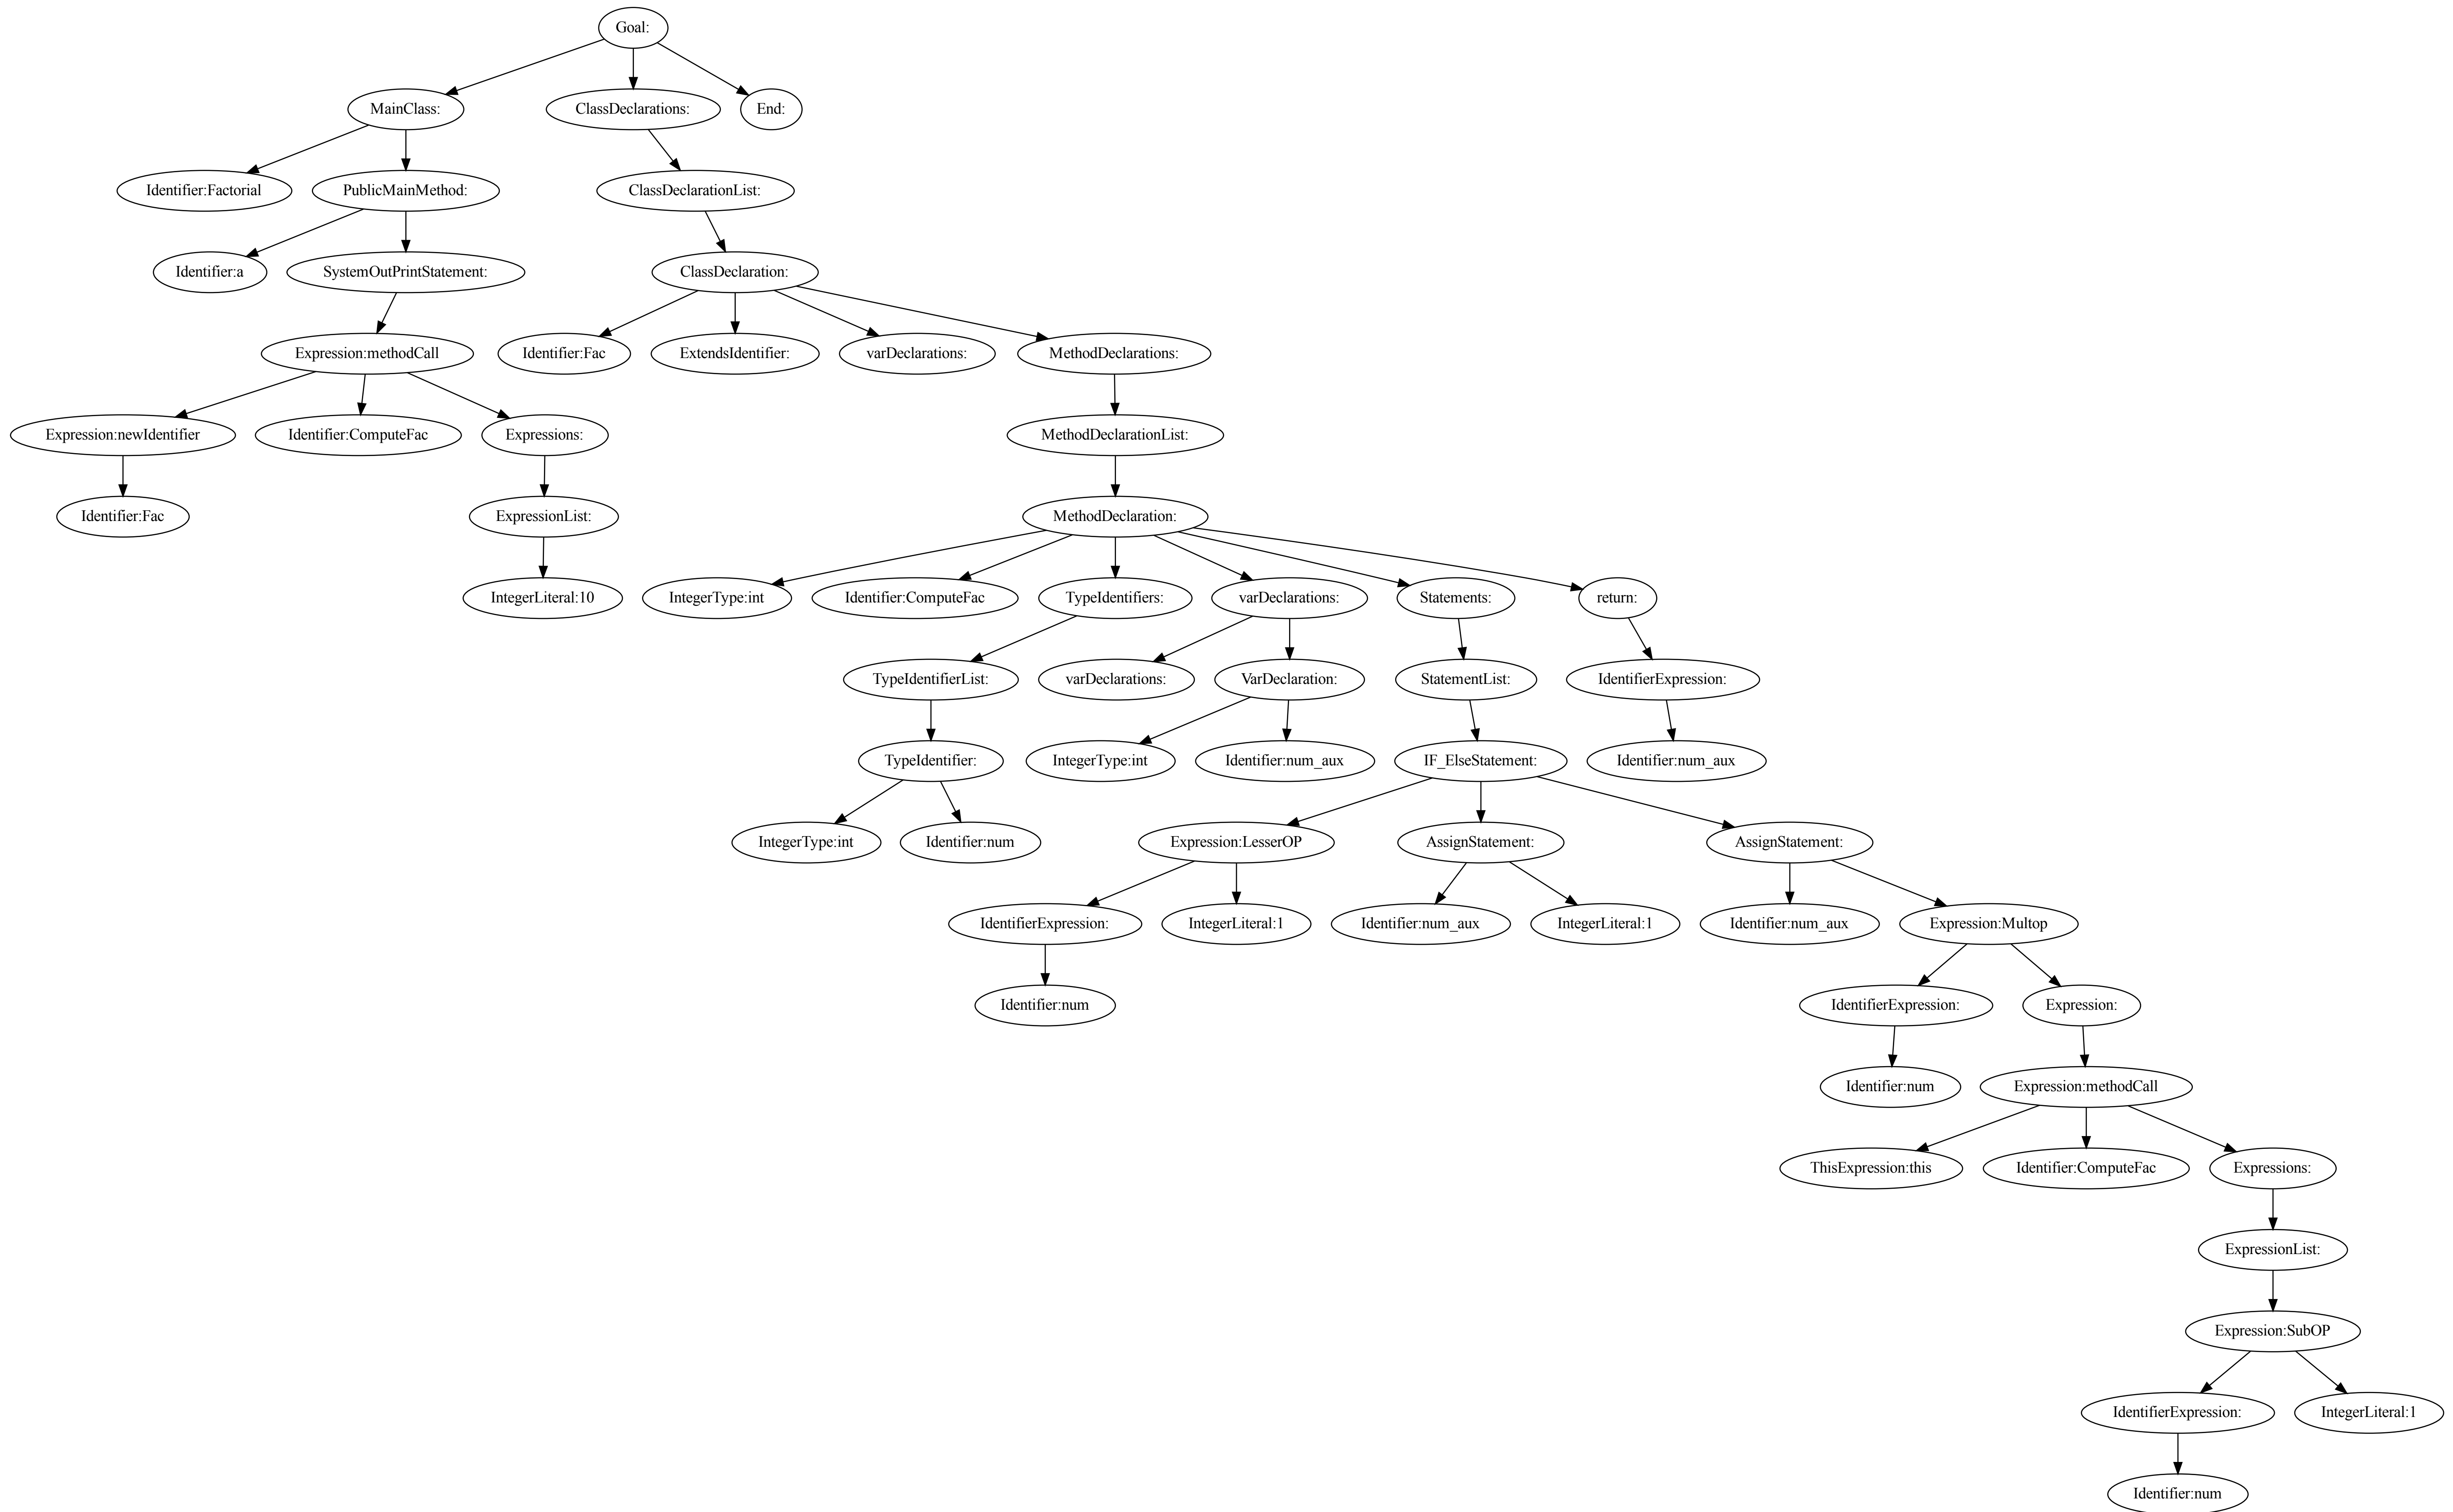 Goal:
MainClass:
ClassDeclarations:
End:
Identifier:Factorial
PublicMainMethod:
ClassDeclarationList:
Identifier:a
SystemOutPrintStatement:
ClassDeclaration:
Expression:methodCall
Identifier:Fac
ExtendsIdentifier:
varDeclarations:
MethodDeclarations:
Expression:newIdentifier
Identifier:ComputeFac
Expressions:
MethodDeclarationList:
Identifier:Fac
ExpressionList:
MethodDeclaration:
IntegerLiteral:10
IntegerType:int
Identifier:ComputeFac
TypeIdentifiers:
varDeclarations:
Statements:
return:
TypeIdentifierList:
varDeclarations:
VarDeclaration:
StatementList:
IdentifierExpression:
TypeIdentifier:
IntegerType:int
Identifier:num_aux
IF_ElseStatement:
Identifier:num_aux
IntegerType:int
Identifier:num
Expression:LesserOP
AssignStatement:
AssignStatement:
IdentifierExpression:
IntegerLiteral:1
Identifier:num_aux
IntegerLiteral:1
Identifier:num_aux
Expression:Multop
Identifier:num
IdentifierExpression:
Expression:
Identifier:num
Expression:methodCall
ThisExpression:this
Identifier:ComputeFac
Expressions:
ExpressionList:
Expression:SubOP
IdentifierExpression:
IntegerLiteral:1
Identifier:num